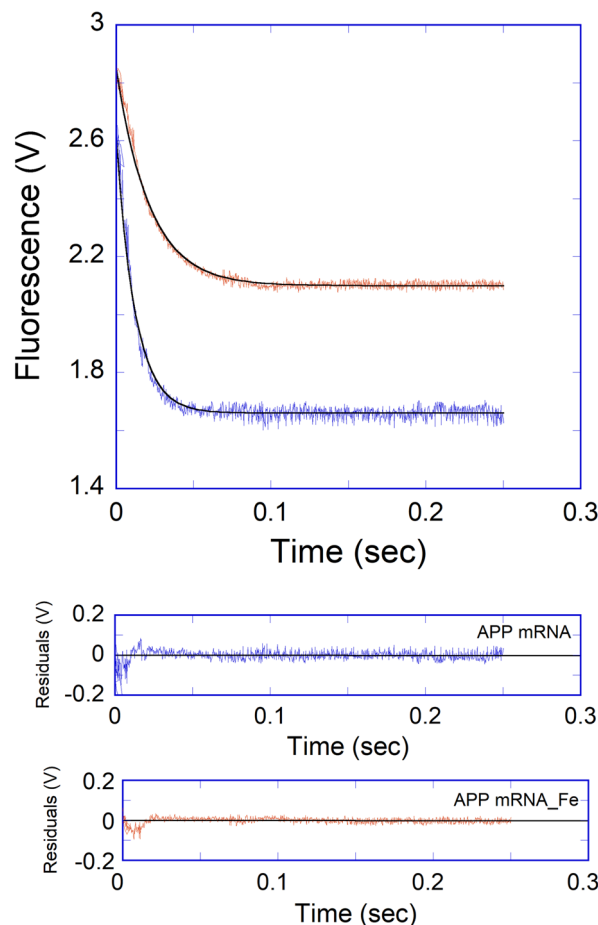 3
2.6
2.2
1.8
1.4
Fluorescence (V)
0 0.1 0.2 0.3
Time (sec)
0.2
0
-0.2
Residuals (V)
APP mRNA
0 0.1 0.2 0.3
Time (sec)
0.2
0
-0.2
Residuals (V)
APP mRNA_Fe
0 0.1 0.2 0.3
Time (sec)